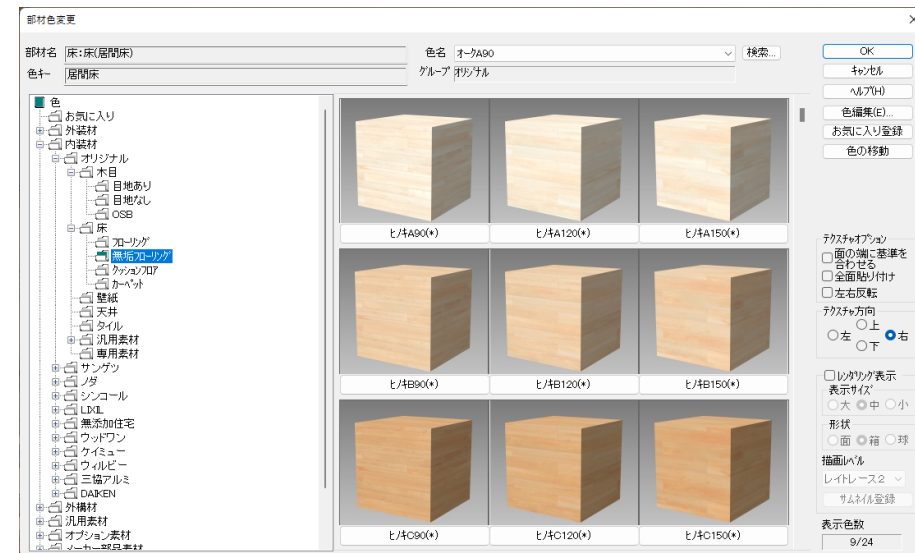 部材色変更
部材名 床:床(居間床)
色名 オークA90 検索...
色キー 居間床
グループ オリジナル
OK
キャンセル
ヘルプ(H)
色編集(E)...
お気に入り登録
色の移動
色
お気に入り
外装材
内装材
オリジナル
木目
目地あり
目地なし
OSB
床
フローリング
無垢フローリング
クッションフロア
カーペット
壁紙
天井
タイル
汎用素材
専用素材
サンゲツ
ノダ
シンコール
LIXIL
無添加住宅
ウッドワン
ケイミュー
ウィルビー
三協アルミ
DAIKEN
外構材
汎用素材
オプション素材
メーカー部品素材
ヒノキA90(*) ヒノキA120(*) ヒノキA150(*)
ヒノキB90(*) ヒノキB120(*) ヒノキB150(*)
ヒノキC90(*) ヒノキC120(*) ヒノキC150(*)
テクスチャオプション
面の端に基準を
合わせる
全面貼り付け
左右反転
テクスチャ方向
上
左 右
下
レンダリング表示
表示サイズ
大 中 小
形状
面 箱 球
描画レベル
レイトレース2
サムネイル登録
表示色数
9/24